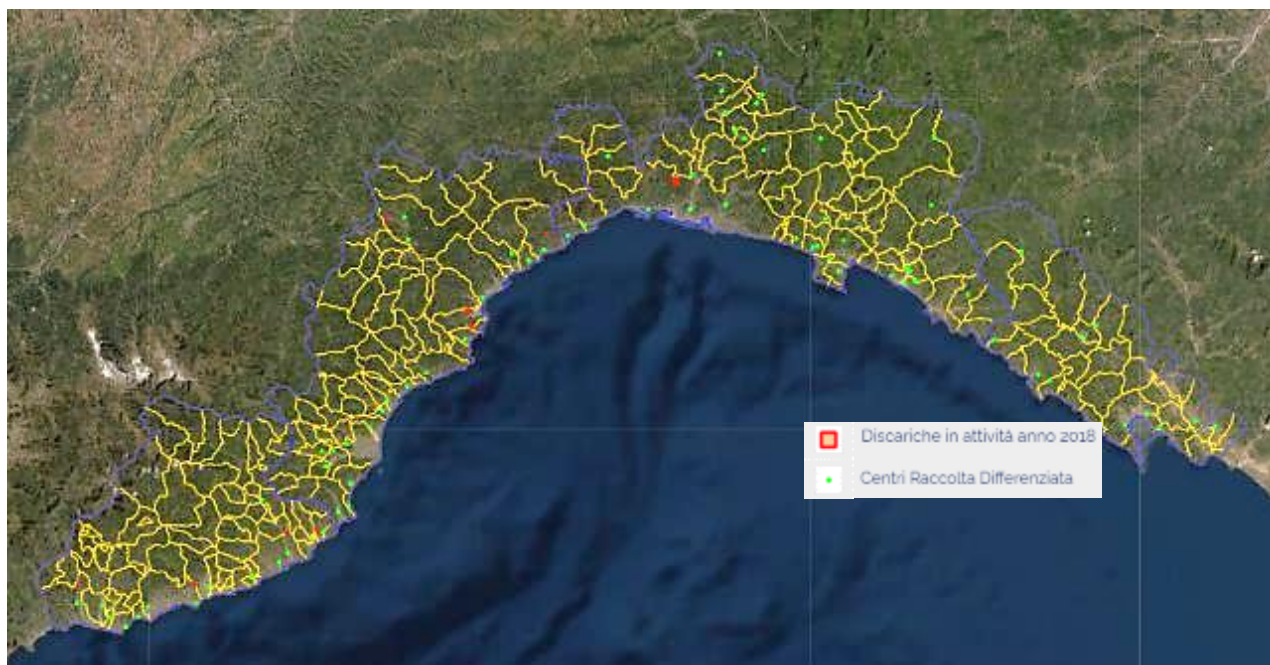 Discariche in attività anno 2018
Centri Raccolta Differenziata